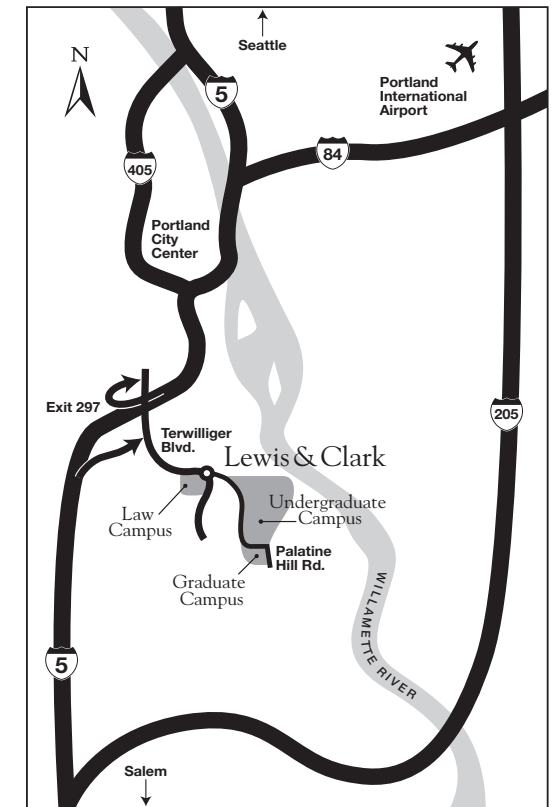 Seattle
N
5
Portland
International
Airport
84
405
Portland
City
Center
Exit 297
205
Terwilliger
Blvd.
Lewis & Clark
Law
Campus
Undergraduate
Campus
Palatine
Hill Rd.
Graduate
Campus
WILLAMETTE RIVER
5
Salem